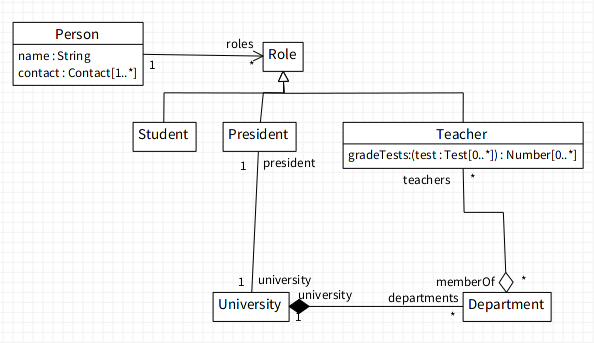 Person
name : String
contact : Contact[1..*]
roles
1
*
Role
Student
President
Teacher
gradeTests:(test : Test[0..*]) : Number[0..*]
1
president
teachers
*
1
university
memberOf
*
University
university
1
departments
*
Department